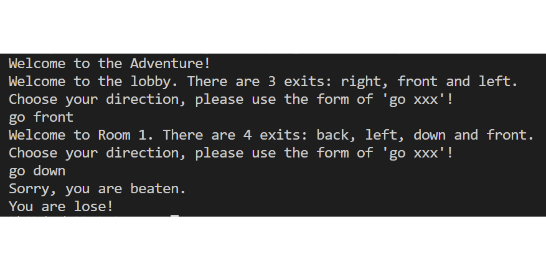 Welcome to the Adventure!
Welcome to the lobby. There are 3 exits: right, front and left.
Choose your direction, please use the form of 'go xxx'!
go front
Welcome to Room 1. There are 4 exits: back, left, down and front.
Choose your direction, please use the form of 'go xxx'!
go down
Sorry, you are beaten.
You are lose!